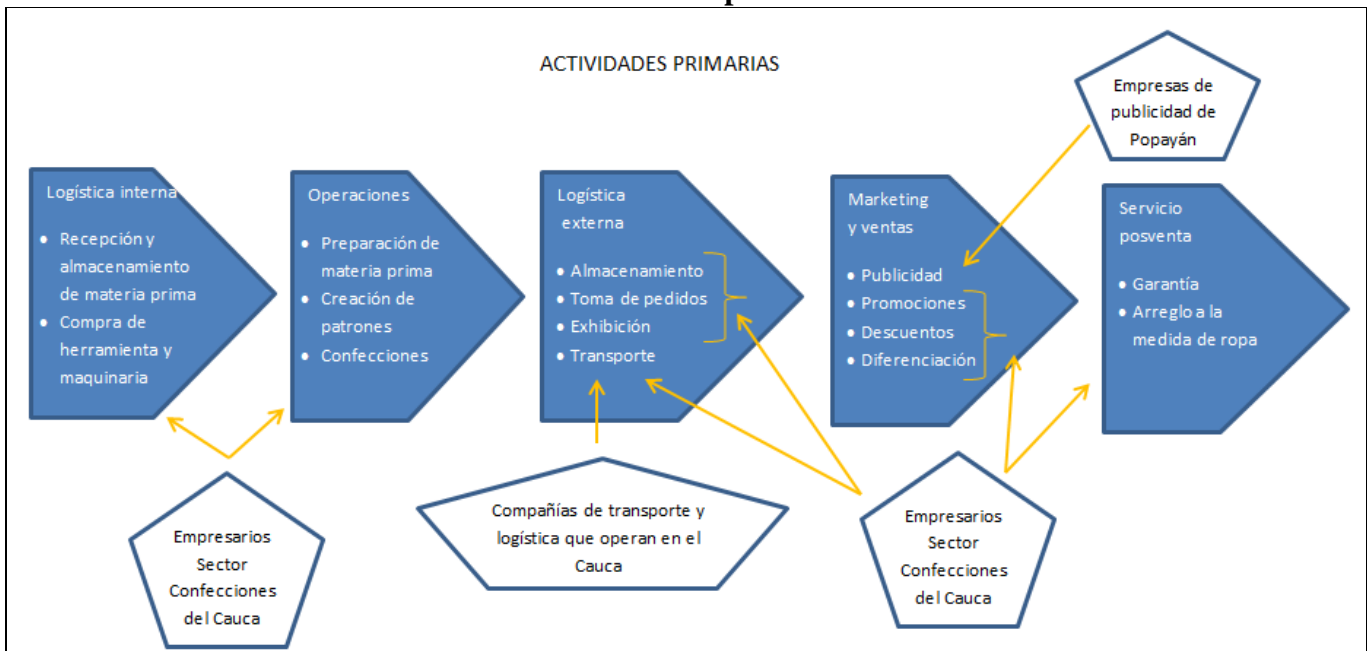 ACTIVIDADES PRIMARIAS
Empresas de
publicidad de
Popayán
Logística interna
• Recepción y
almacenamiento
de materia prima
• Compra de
herramienta y
maquinaria
Operaciones
• Preparación de
materia prima
• Creación de
patrones
• Confecciones
Logística
externa
• Almacenamiento
• Toma de pedidos
• Exhibición
• Transporte
Marketing
y ventas
• Publicidad
• Promociones
• Descuentos
• Diferenciación
Servicio
posventa
• Garantía
• Arreglo a la
medida de ropa
Empresarios
Sector
Confecciones
del Cauca
Compañías de transporte y
logística que operan en el
Cauca
Empresarios
Sector
Confecciones
del Cauca